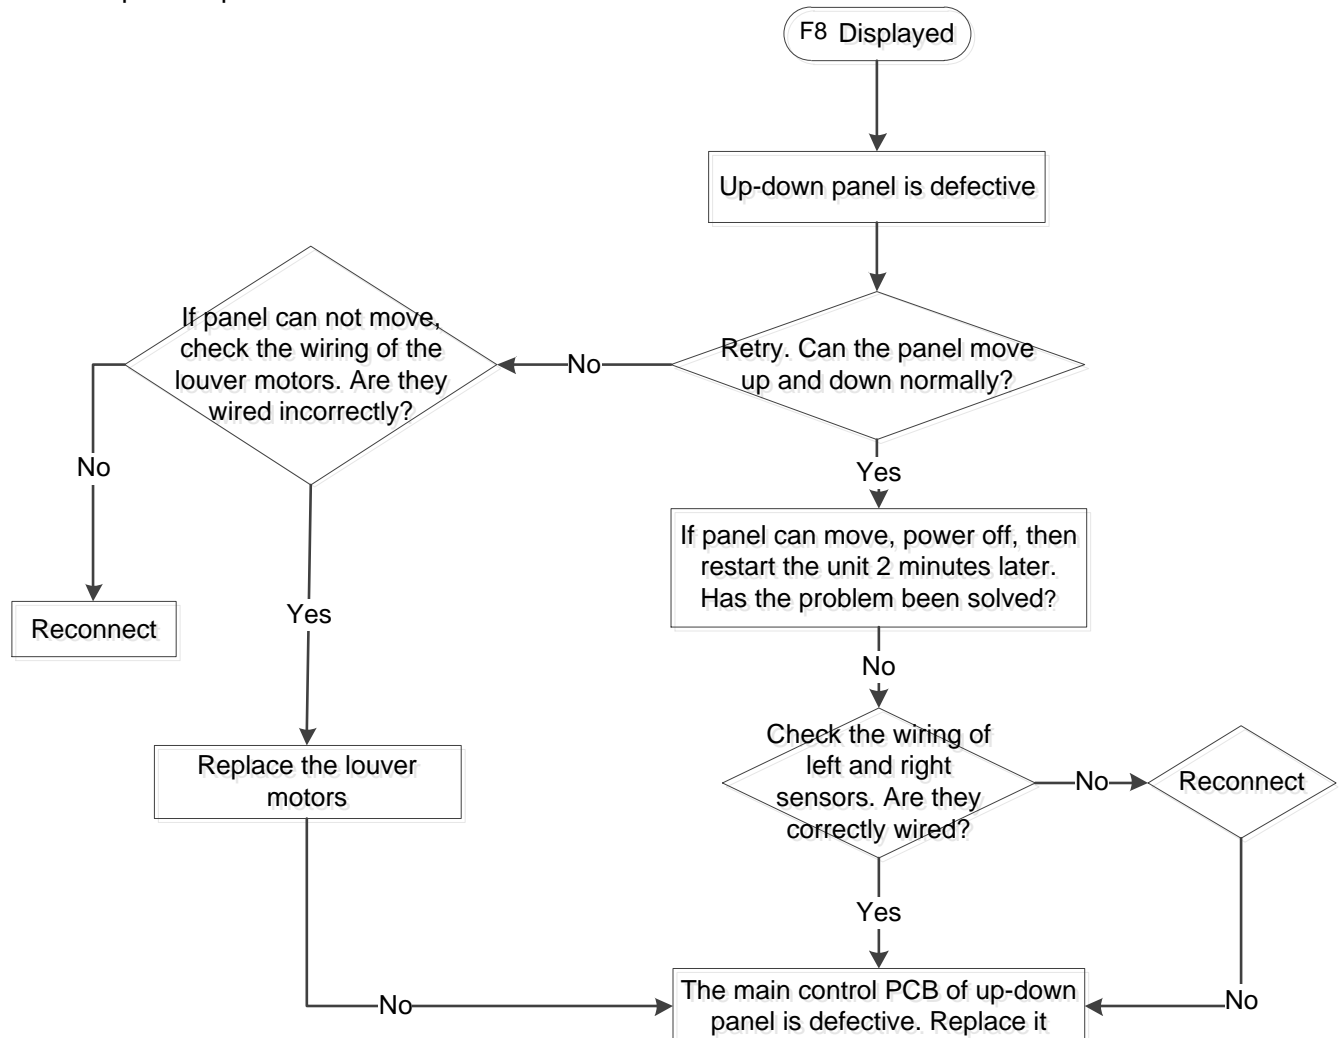 F8 Displayed
Up-down panel is defective
If panel can not move,
check the wiring of the
louver motors. Are they
wired incorrectly?
No
Retry. Can the panel move
up and down normally?
No
Yes
If panel can move, power off, then
restart the unit 2 minutes later.
Has the problem been solved?
Reconnect
Yes
No
Replace the louver
motors
Check the wiring of
left and right
sensors. Are they
correctly wired?
No
Reconnect
Yes
No
The main control PCB of up-down
panel is defective. Replace it
No